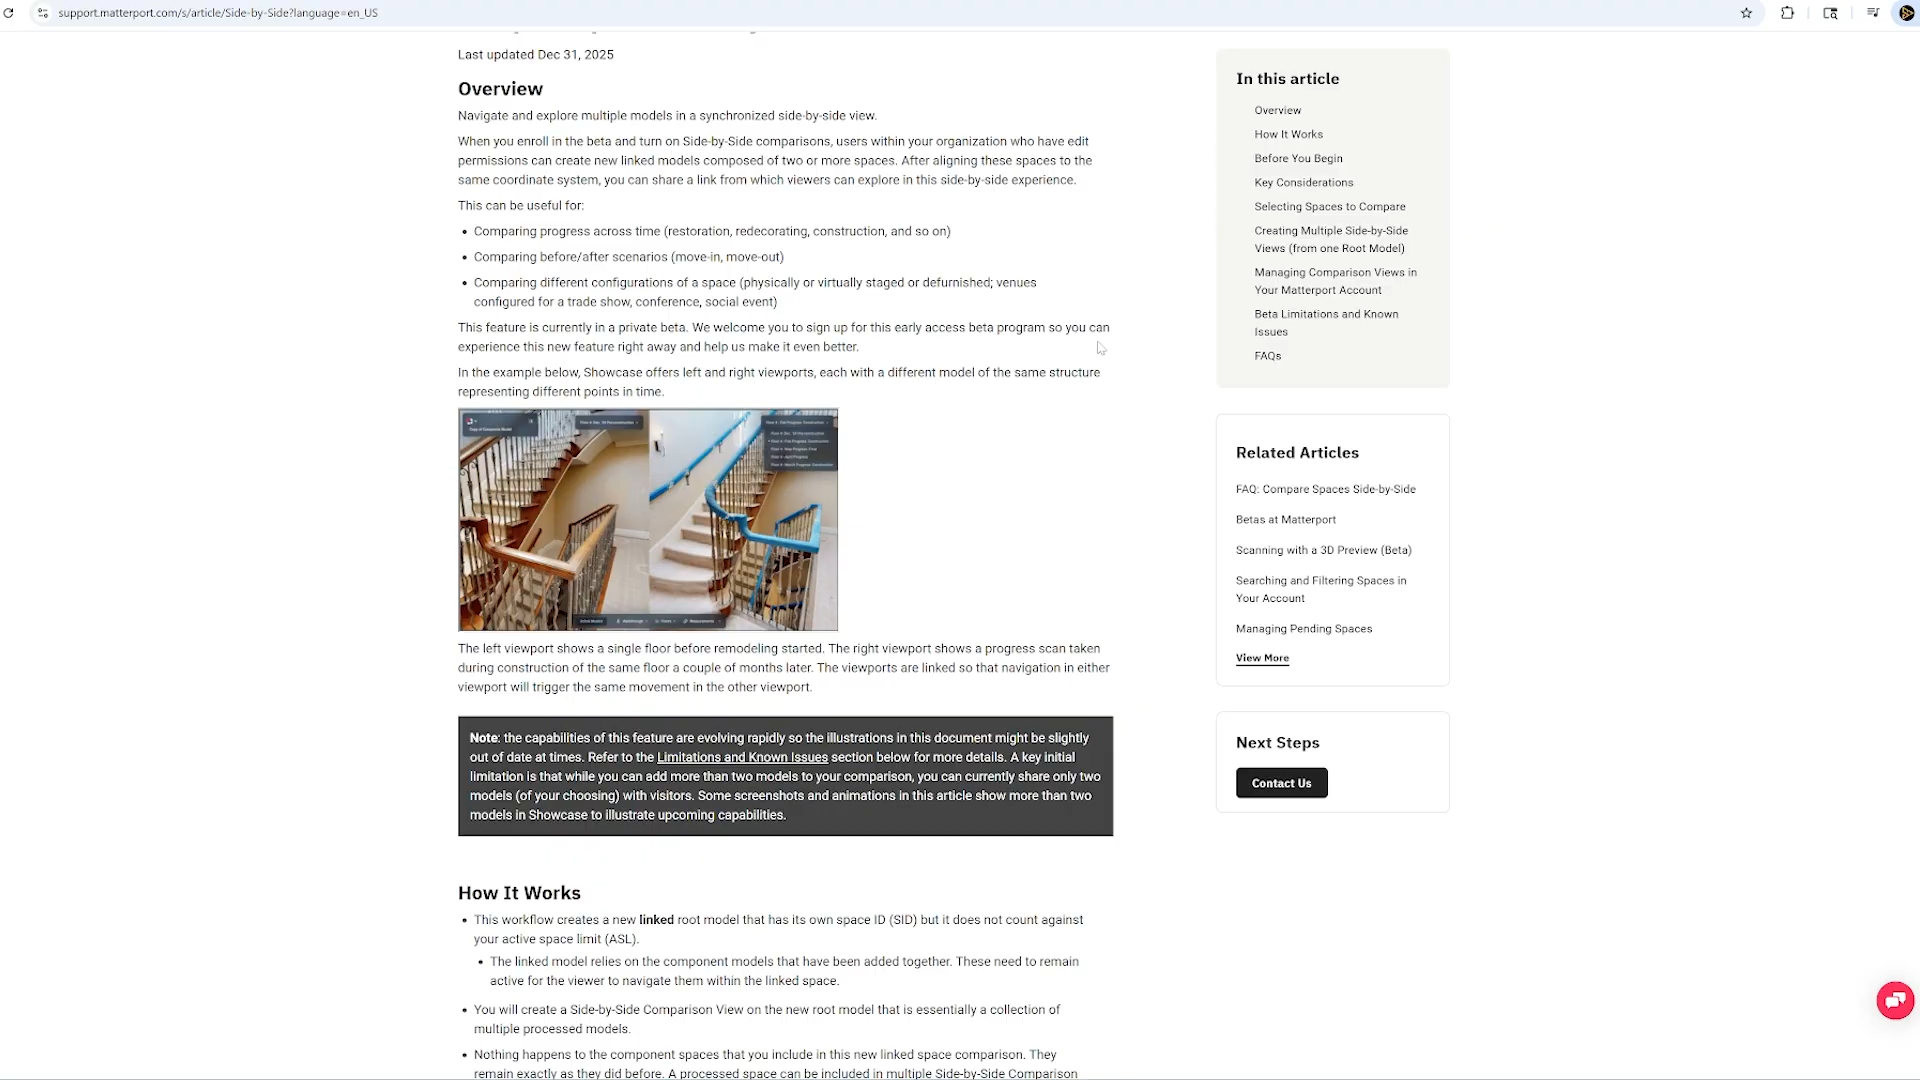 support.matterport.com/s/article/Side-by-Side?language=en_US
Last updated Dec 31, 2025
Overview
Navigate and explore multiple models in a synchronized side-by-side view.
When you enroll in the beta and turn on Side-by-Side comparisons, users within your organization who have edit
permissions can create new linked models composed of two or more spaces. After aligning these spaces to the
same coordinate system, you can share a link from which viewers can explore in this side-by-side experience.
This can be useful for:
• Comparing progress across time (restoration, redecorating, construction, and so on)
• Comparing before/after scenarios (move-in, move-out)
• Comparing different configurations of a space (physically or virtually staged or defurnished; venues
configured for a trade show, conference, social event)
This feature is currently in a private beta. We welcome you to sign up for this early access beta program so you can
experience this new feature right away and help us make it even better.
In the example below, Showcase offers left and right viewports, each with a different model of the same structure
representing different points in time.
The left viewport shows a single floor before remodeling started. The right viewport shows a progress scan taken
during construction of the same floor a couple of months later. The viewports are linked so that navigation in either
viewport will trigger the same movement in the other viewport.
Note: the capabilities of this feature are evolving rapidly so the illustrations in this document might be slightly
out of date at times. Refer to the Limitations and Known Issues section below for more details. A key initial
limitation is that while you can add more than two models to your comparison, you can currently share only two
models (of your choosing) with visitors. Some screenshots and animations in this article show more than two
models in Showcase to illustrate upcoming capabilities.
How It Works
• This workflow creates a new linked root model that has its own space ID (SID) but it does not count against
your active space limit (ASL).
• The linked model relies on the component models that have been added together. These need to remain
active for the viewer to navigate them within the linked space.
• You will create a Side-by-Side Comparison View on the new root model that is essentially a collection of
multiple processed models.
• Nothing happens to the component spaces that you include in this new linked space comparison. They
remain exactly as they did before. A processed space can be included in multiple Side-by-Side Comparison
In this article
Overview
How It Works
Before You Begin
Key Considerations
Selecting Spaces to Compare
Creating Multiple Side-by-Side
Views (from one Root Model)
Managing Comparison Views in
Your Matterport Account
Beta Limitations and Known
Issues
FAQs
Related Articles
FAQ: Compare Spaces Side-by-Side
Betas at Matterport
Scanning with a 3D Preview (Beta)
Searching and Filtering Spaces in
Your Account
Managing Pending Spaces
View More
Next Steps
Contact Us